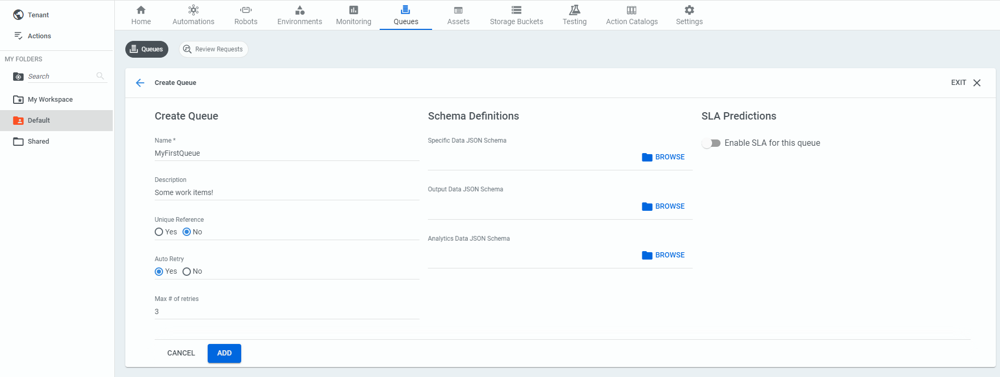 Tenant
Actions
MY FOLDERS
Search
My Workspace
Default
Shared
Home Automations Robots Environments Monitoring Queues Assets Storage Buckets Testing Action Catalogs Settings
Queues Review Requests
Create Queue EXIT
Create Queue
Name *
MyFirstQueue
Description
Some work items!
Unique Reference
Yes No
Auto Retry
Yes No
Max # of retries
3
Schema Definitions
Specific Data JSON Schema
BROWSE
Output Data JSON Schema
BROWSE
Analytics Data JSON Schema
BROWSE
SLA Predictions
Enable SLA for this queue
CANCEL ADD